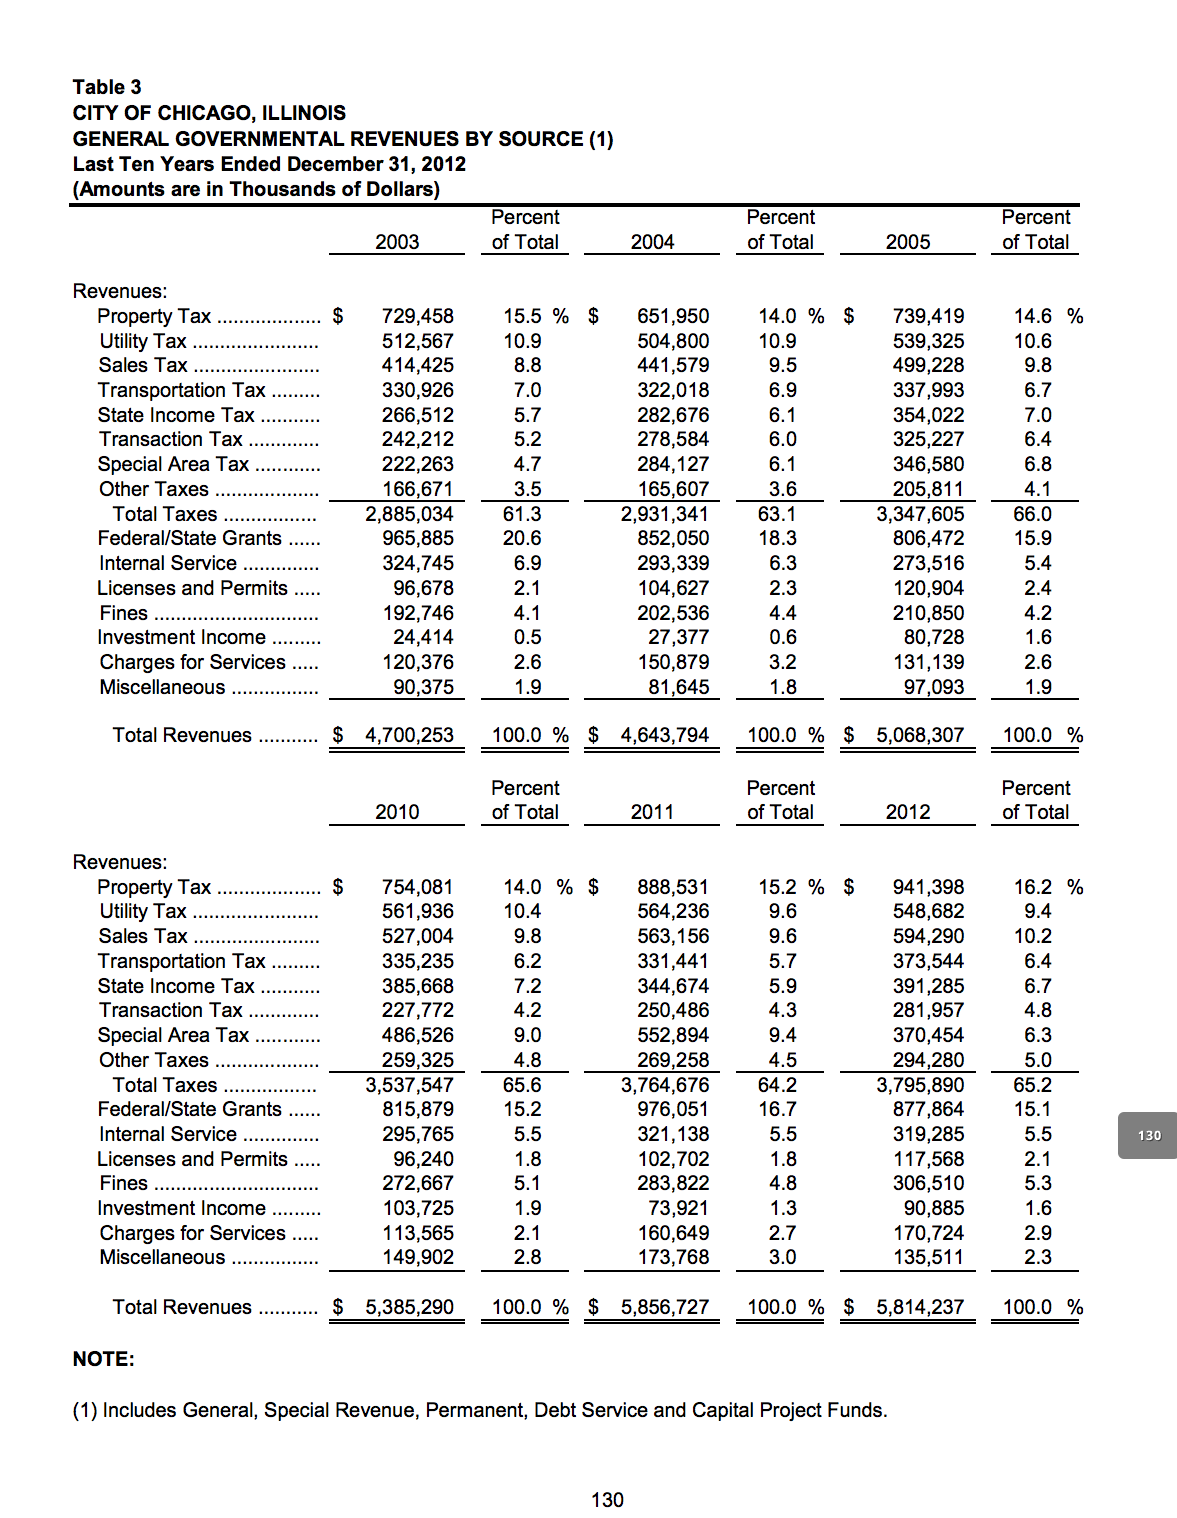 Table 3
CITY OF CHICAGO, ILLINOIS
GENERAL GOVERNMENTAL REVENUES BY SOURCE (1)
Last Ten Years Ended December 31, 2012
(Amounts are in Thousands of Dollars)
Percent Percent Percent
2003 of Total 2004 of Total 2005 of Total
Revenues:
Property Tax ................... $ 729,458 15.5 % $ 651,950 14.0 % $ 739,419 14.6 %
Utility Tax ....................... 512,567 10.9 504,800 10.9 539,325 10.6
Sales Tax ....................... 414,425 8.8 441,579 9.5 499,228 9.8
Transportation Tax ......... 330,926 7.0 322,018 6.9 337,993 6.7
State Income Tax ........... 266,512 5.7 282,676 6.1 354,022 7.0
Transaction Tax ............. 242,212 5.2 278,584 6.0 325,227 6.4
Special Area Tax ............ 222,263 4.7 284,127 6.1 346,580 6.8
Other Taxes ................... 166,671 3.5 165,607 3.6 205,811 4.1
Total Taxes ................. 2,885,034 61.3 2,931,341 63.1 3,347,605 66.0
Federal/State Grants ...... 965,885 20.6 852,050 18.3 806,472 15.9
Internal Service .............. 324,745 6.9 293,339 6.3 273,516 5.4
Licenses and Permits ..... 96,678 2.1 104,627 2.3 120,904 2.4
Fines .............................. 192,746 4.1 202,536 4.4 210,850 4.2
Investment Income ......... 24,414 0.5 27,377 0.6 80,728 1.6
Charges for Services ..... 120,376 2.6 150,879 3.2 131,139 2.6
Miscellaneous ................ 90,375 1.9 81,645 1.8 97,093 1.9
Total Revenues ........... $ 4,700,253 100.0 % $ 4,643,794 100.0 % $ 5,068,307 100.0 %
Percent Percent Percent
2010 of Total 2011 of Total 2012 of Total
Revenues:
Property Tax ................... $ 754,081 14.0 % $ 888,531 15.2 % $ 941,398 16.2 %
Utility Tax ....................... 561,936 10.4 564,236 9.6 548,682 9.4
Sales Tax ....................... 527,004 9.8 563,156 9.6 594,290 10.2
Transportation Tax ......... 335,235 6.2 331,441 5.7 373,544 6.4
State Income Tax ........... 385,668 7.2 344,674 5.9 391,285 6.7
Transaction Tax ............. 227,772 4.2 250,486 4.3 281,957 4.8
Special Area Tax ............ 486,526 9.0 552,894 9.4 370,454 6.3
Other Taxes ................... 259,325 4.8 269,258 4.5 294,280 5.0
Total Taxes ................. 3,537,547 65.6 3,764,676 64.2 3,795,890 65.2
Federal/State Grants ...... 815,879 15.2 976,051 16.7 877,864 15.1
Internal Service .............. 295,765 5.5 321,138 5.5 319,285 5.5
Licenses and Permits ..... 96,240 1.8 102,702 1.8 117,568 2.1
Fines .............................. 272,667 5.1 283,822 4.8 306,510 5.3
Investment Income ......... 103,725 1.9 73,921 1.3 90,885 1.6
Charges for Services ..... 113,565 2.1 160,649 2.7 170,724 2.9
Miscellaneous ................ 149,902 2.8 173,768 3.0 135,511 2.3
Total Revenues ........... $ 5,385,290 100.0 % $ 5,856,727 100.0 % $ 5,814,237 100.0 %
130
NOTE:
(1) Includes General, Special Revenue, Permanent, Debt Service and Capital Project Funds.
130